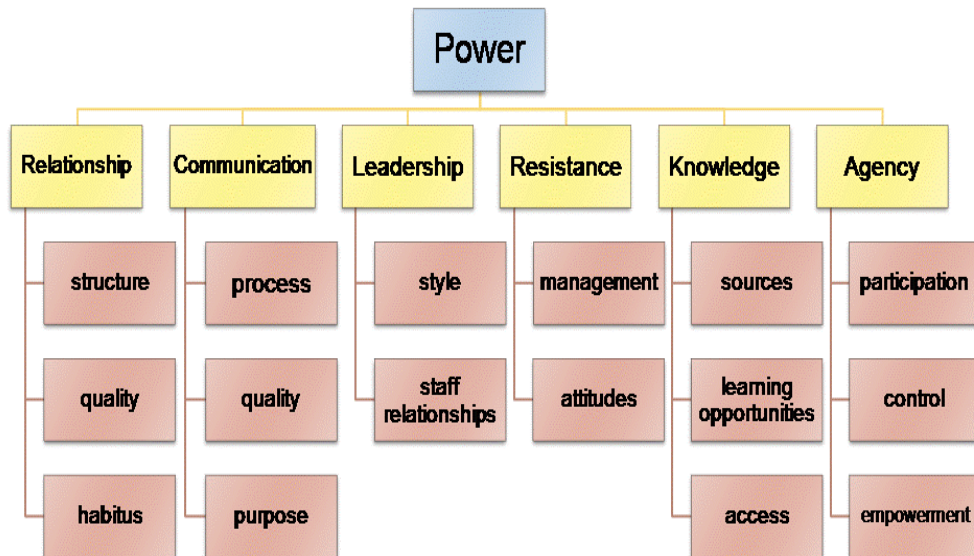 Power
Relationship
Communication
Leadership
Resistance
Knowledge
Agency
structure
process
style
management
sources
participation
quality
quality
staff
relationships
attitudes
learning
opportunities
control
habitus
purpose
access
empowerment